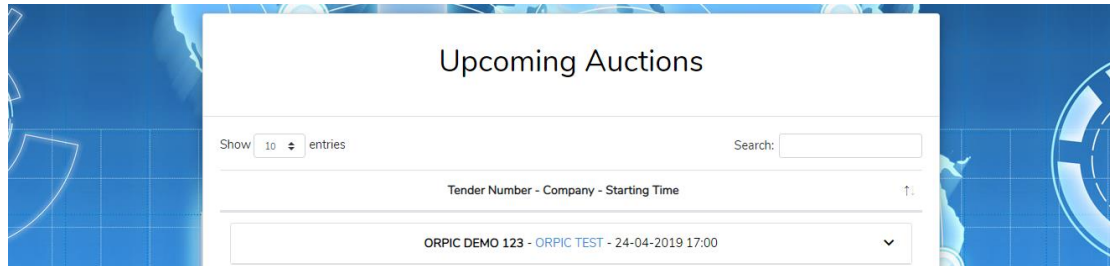 Upcoming Auctions
Show 10 entries
Search:
Tender Number - Company - Starting Time
ORPIC DEMO 123 - ORPIC TEST - 24-04-2019 17:00